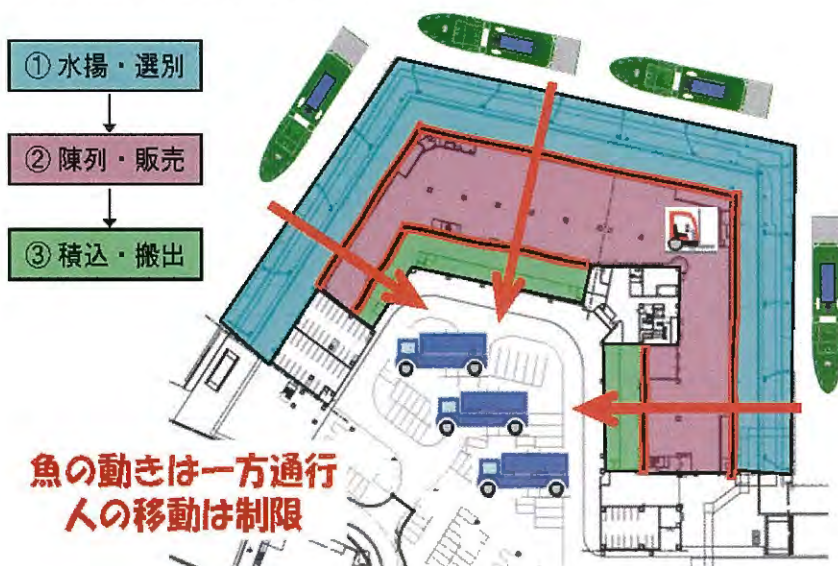 ① 水揚・選別
② 陳列・販売
③ 積込・搬出
魚の動きは一方通行
人の移動は制限